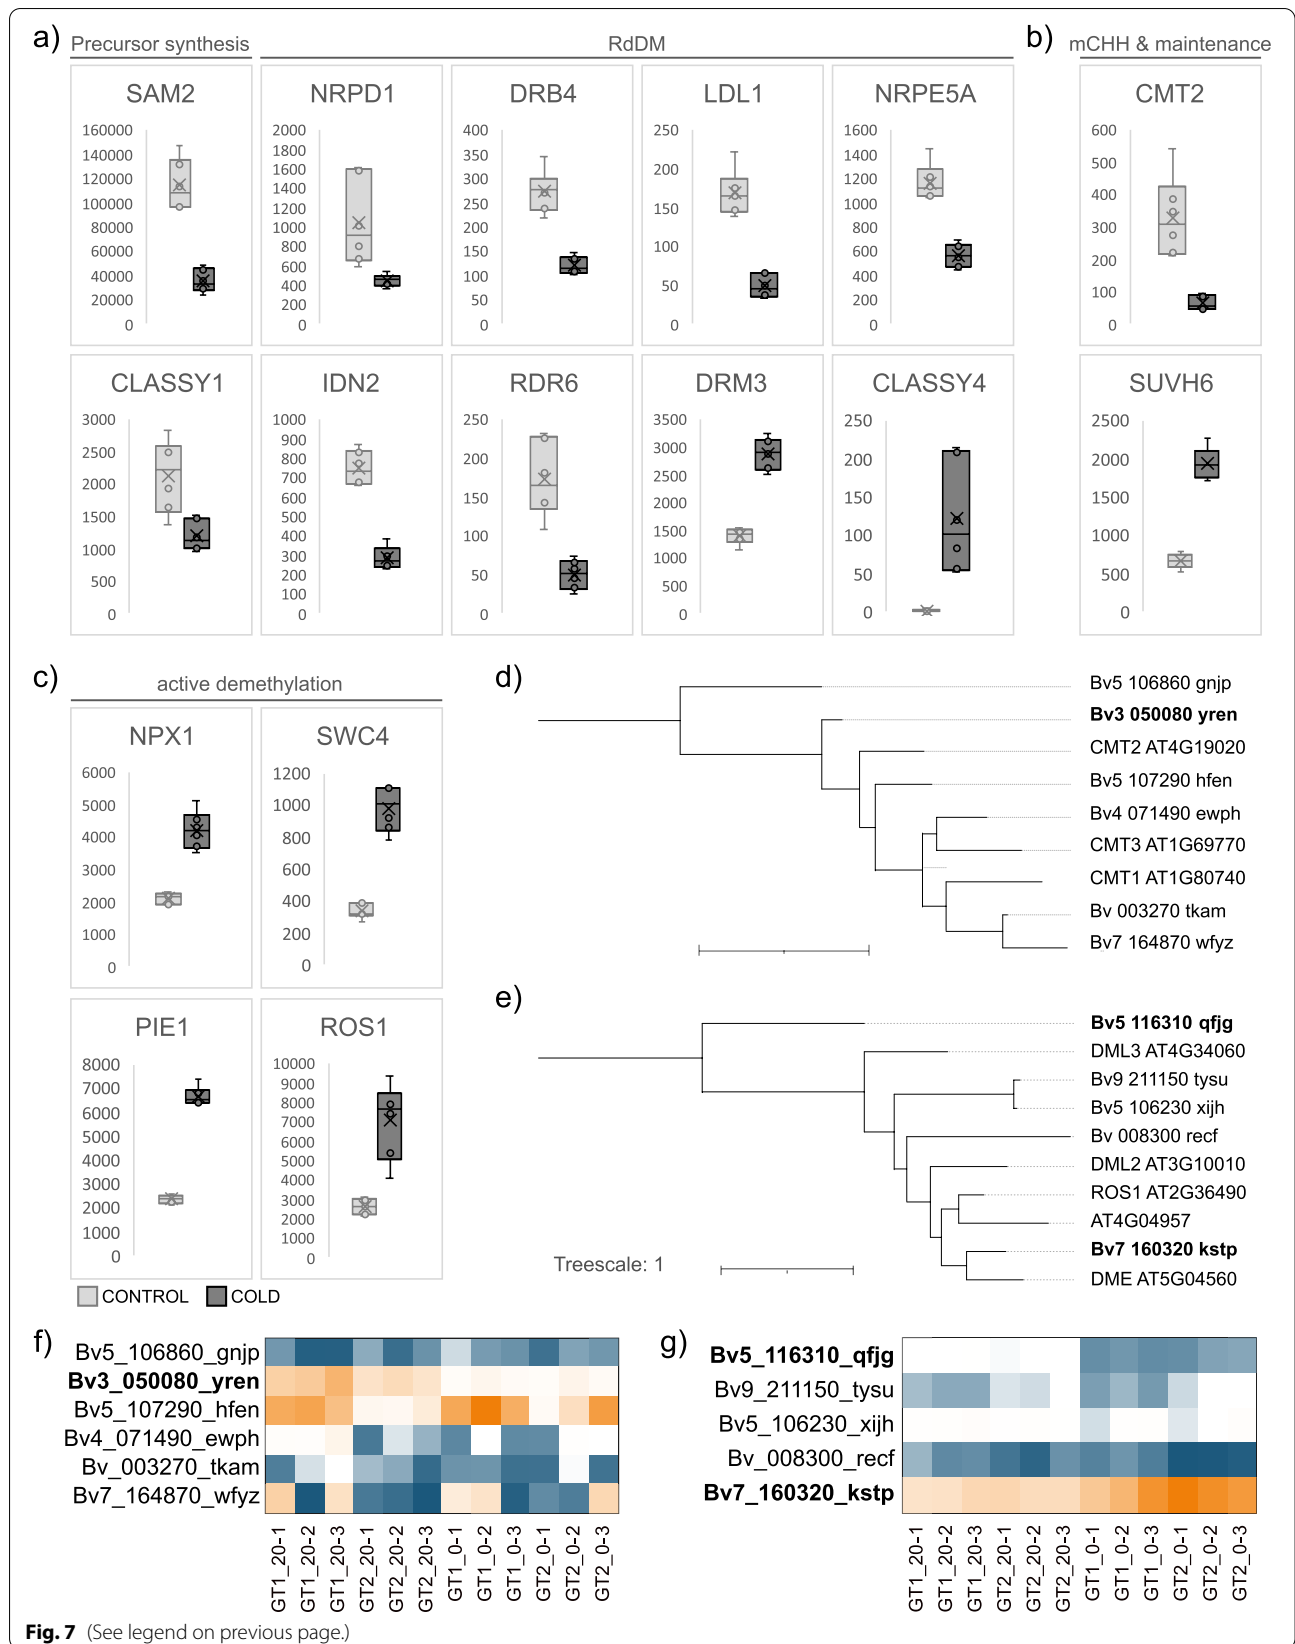 a) Precursor synthesis RdDM b) mCHH & maintenance
SAM2 NRPD1 DRB4 LDL1 NRPE5A CMT2
160000 2000 400 250 1600 600
140000 1800 350 200 1400 500
120000 1600 300 150 1200 400
100000 1400 250 100 1000 300
80000 1200 200 50 800 200
60000 1000 150 0 600 100
40000 800 100 400 0
20000 600 50 200
0 400 0 0
200
0
CLASSY1 IDN2 RDR6 DRM3 CLASSY4 SUVH6
3000 1000 250 3500 250 2500
2500 900 200 3000 200 2000
2000 800 150 2500 150 1500
1500 700 100 2000 100 1000
1000 600 50 1500 50 500
500 500 0 1000 0 0
0 400 500
300 0
200
100
0
c) active demethylation
NPX1 SWC4
6000 1200
5000 1000
4000 800
3000 600
2000 400
1000 200
0 0
PIE1 ROS1
8000 10000
7000 9000
6000 8000
5000 7000
4000 6000
3000 5000
2000 4000
1000 3000
0 2000
1000
0
CONTROL COLD
d)
Bv5 106860 gnjp
Bv3 050080 yren
CMT2 AT4G19020
Bv5 107290 hfen
Bv4 071490 ewph
CMT3 AT1G69770
CMT1 AT1G80740
Bv 003270 tkam
Bv7 164870 wfyz
e)
Bv5 116310 qfjg
DML3 AT4G34060
Bv9 211150 tysu
Bv5 106230 xijh
Bv 008300 recf
DML2 AT3G10010
ROS1 AT2G36490
AT4G04957
Bv7 160320 kstp
DME AT5G04560
Treescale: 1
f)
Bv5_106860_gnjp
Bv3_050080_yren
Bv5_107290_hfen
Bv4_071490_ewph
Bv_003270_tkam
Bv7_164870_wfyz
GT1_20-1 GT1_20-2 GT1_20-3 GT2_20-1 GT2_20-2 GT2_20-3 GT1_0-1 GT1_0-2 GT1_0-3 GT2_0-1 GT2_0-2 GT2_0-3
g)
Bv5_116310_qfjg
Bv9_211150_tysu
Bv5_106230_xijh
Bv_008300_recf
Bv7_160320_kstp
GT1_20-1 GT1_20-2 GT1_20-3 GT2_20-1 GT2_20-2 GT2_20-3 GT1_0-1 GT1_0-2 GT1_0-3 GT2_0-1 GT2_0-2 GT2_0-3
Fig. 7 (See legend on previous page.)